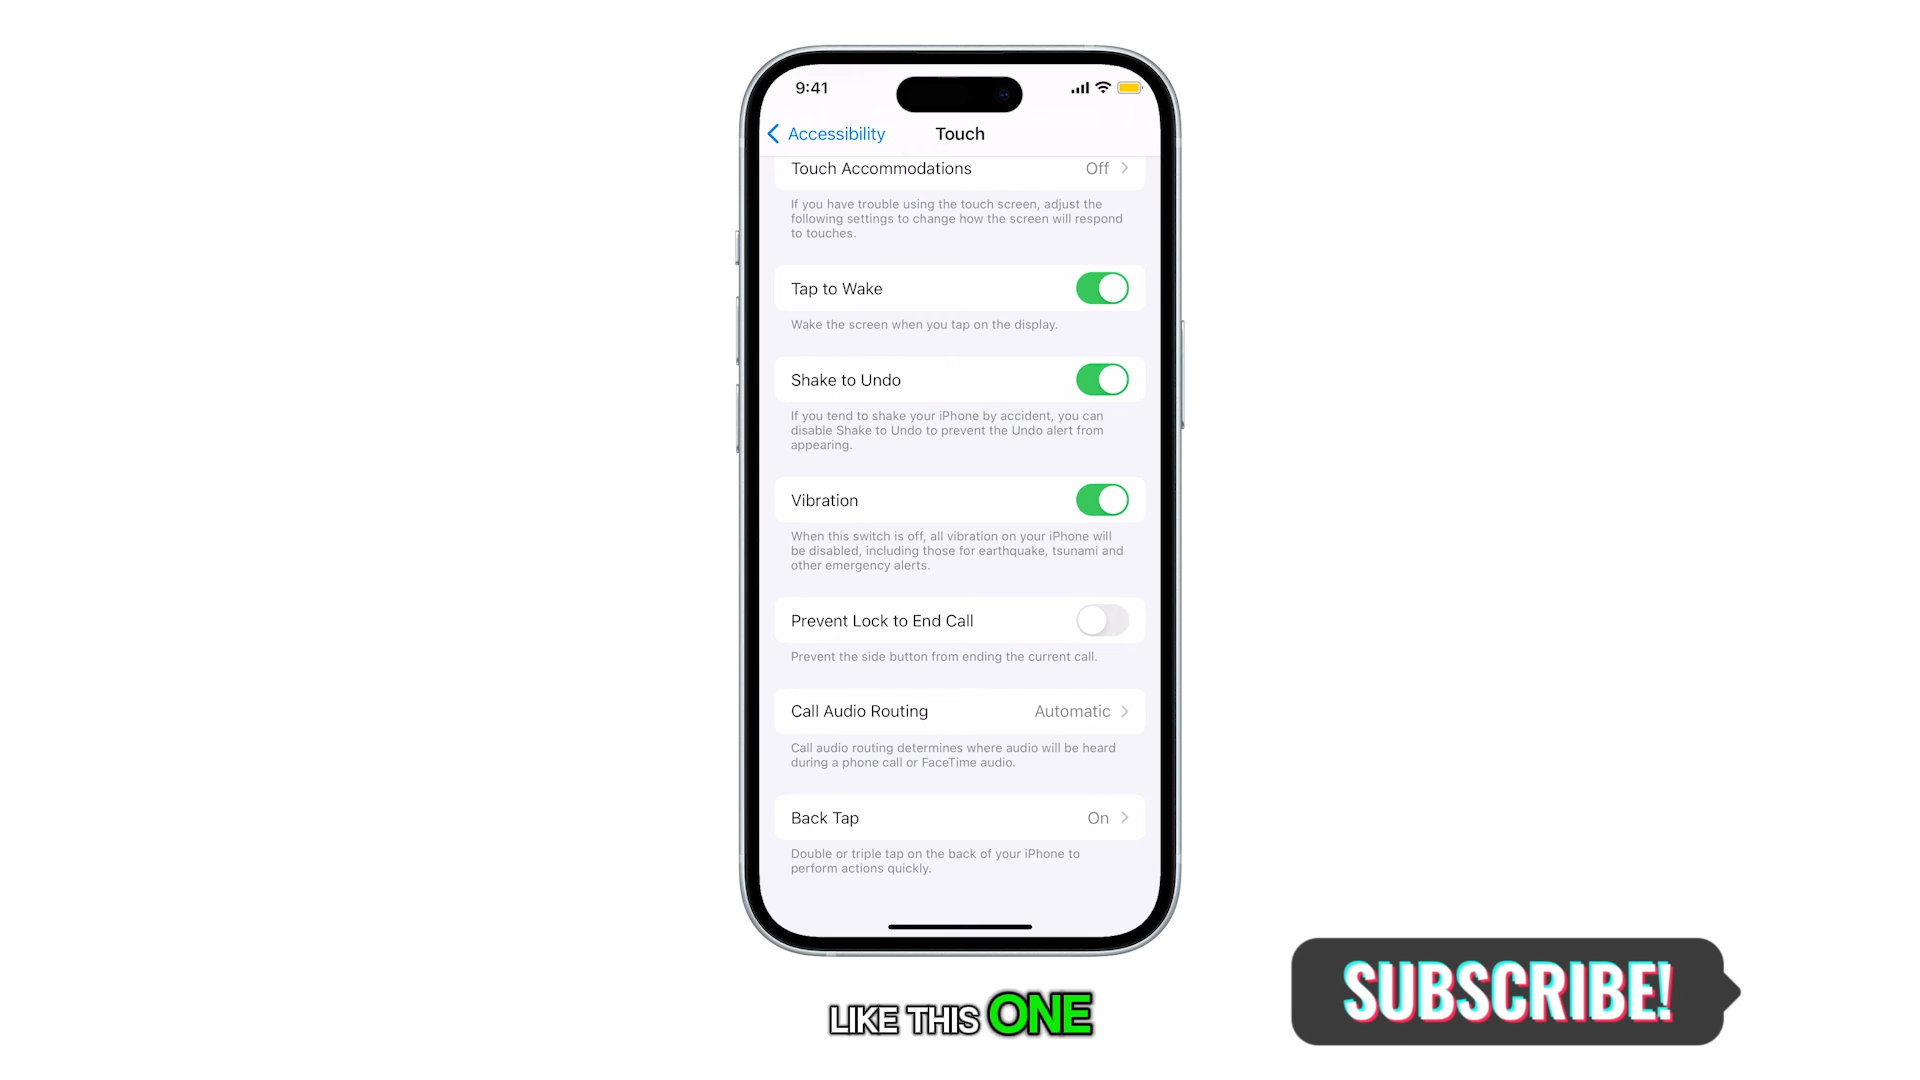 9:41
Accessibility Touch
Touch Accommodations Off
If you have trouble using the touch screen, adjust the
following settings to change how the screen will respond
to touches.
Tap to Wake
Wake the screen when you tap on the display.
Shake to Undo
If you tend to shake your iPhone by accident, you can
disable Shake to Undo to prevent the Undo alert from
appearing.
Vibration
When this switch is off, all vibration on your iPhone will
be disabled, including those for earthquake, tsunami and
other emergency alerts.
Prevent Lock to End Call
Prevent the side button from ending the current call.
Call Audio Routing Automatic
Call audio routing determines where audio will be heard
during a phone call or FaceTime audio.
Back Tap On
Double or triple tap on the back of your iPhone to
perform actions quickly.
LIKE THIS ONE
SUBSCRIBE!